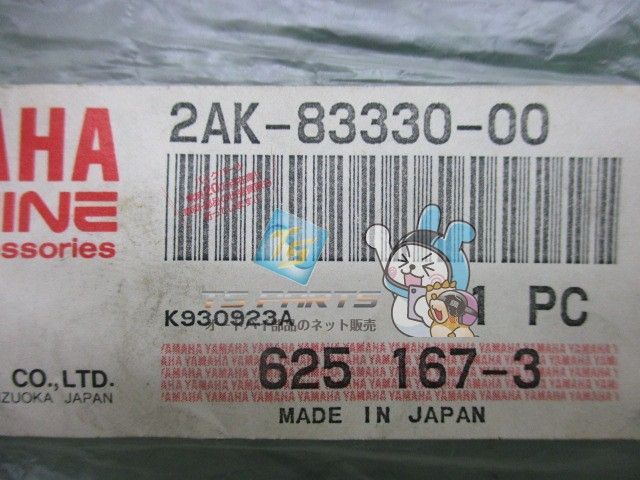 2AK-83330-00
AHA
INE
ssories
TS PARTS
オートバイ部品のネット販売
K930923A
1 PC
YAMAHA YAMAHA YAMAHA YAMAHA YAMAHA YAMAHA YAMAHA
625 167-3
CO.,LTD.
ZUOKA JAPAN
MADE IN JAPAN